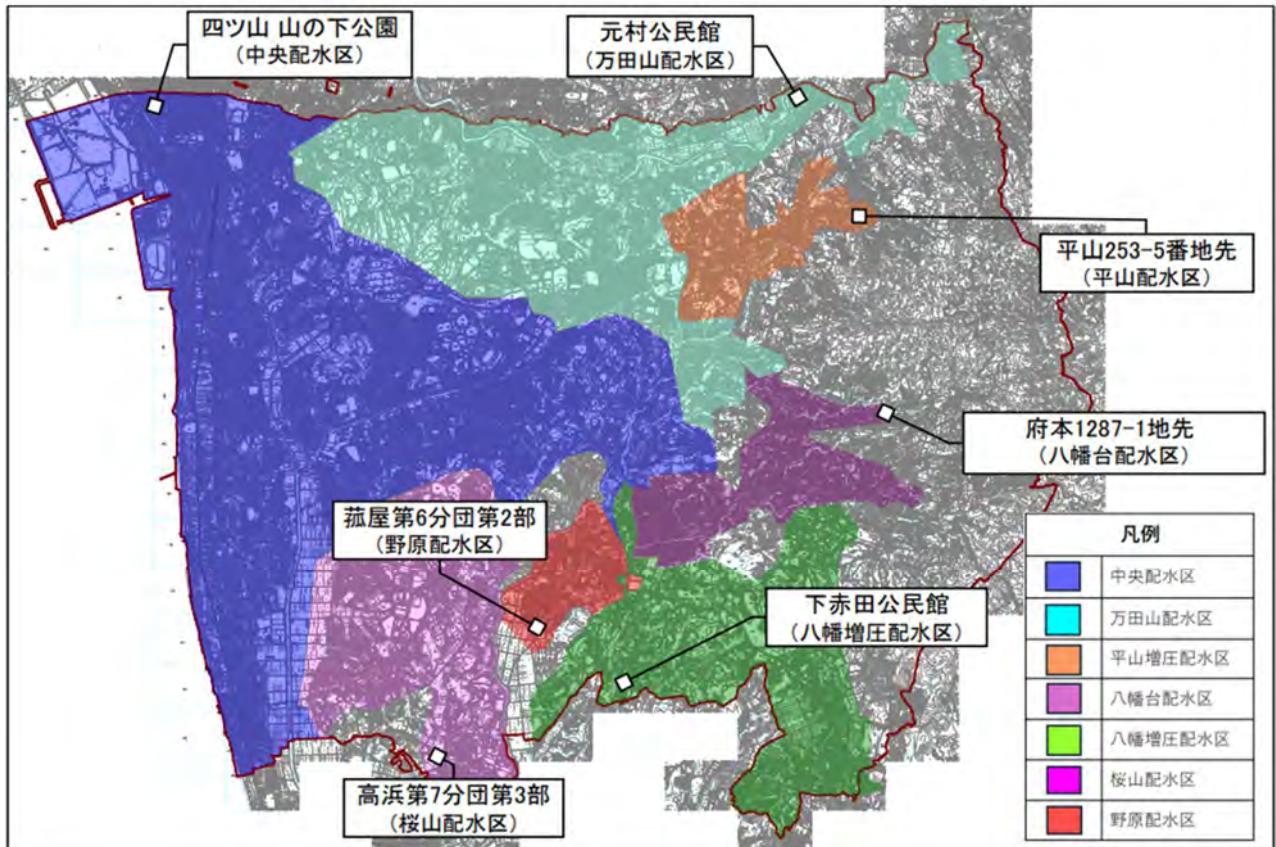 四ツ山 山の下公園
（中央配水区）
元村公民館
（万田山配水区）
平山253-5番地先
（平山配水区）
府本1287-1地先
（八幡台配水区）
菰屋第6分団第2部
（野原配水区）
下赤田公民館
（八幡増圧配水区）
高浜第7分団第3部
（桜山配水区）
凡例
中央配水区
万田山配水区
平山増圧配水区
八幡台配水区
八幡増圧配水区
桜山配水区
野原配水区